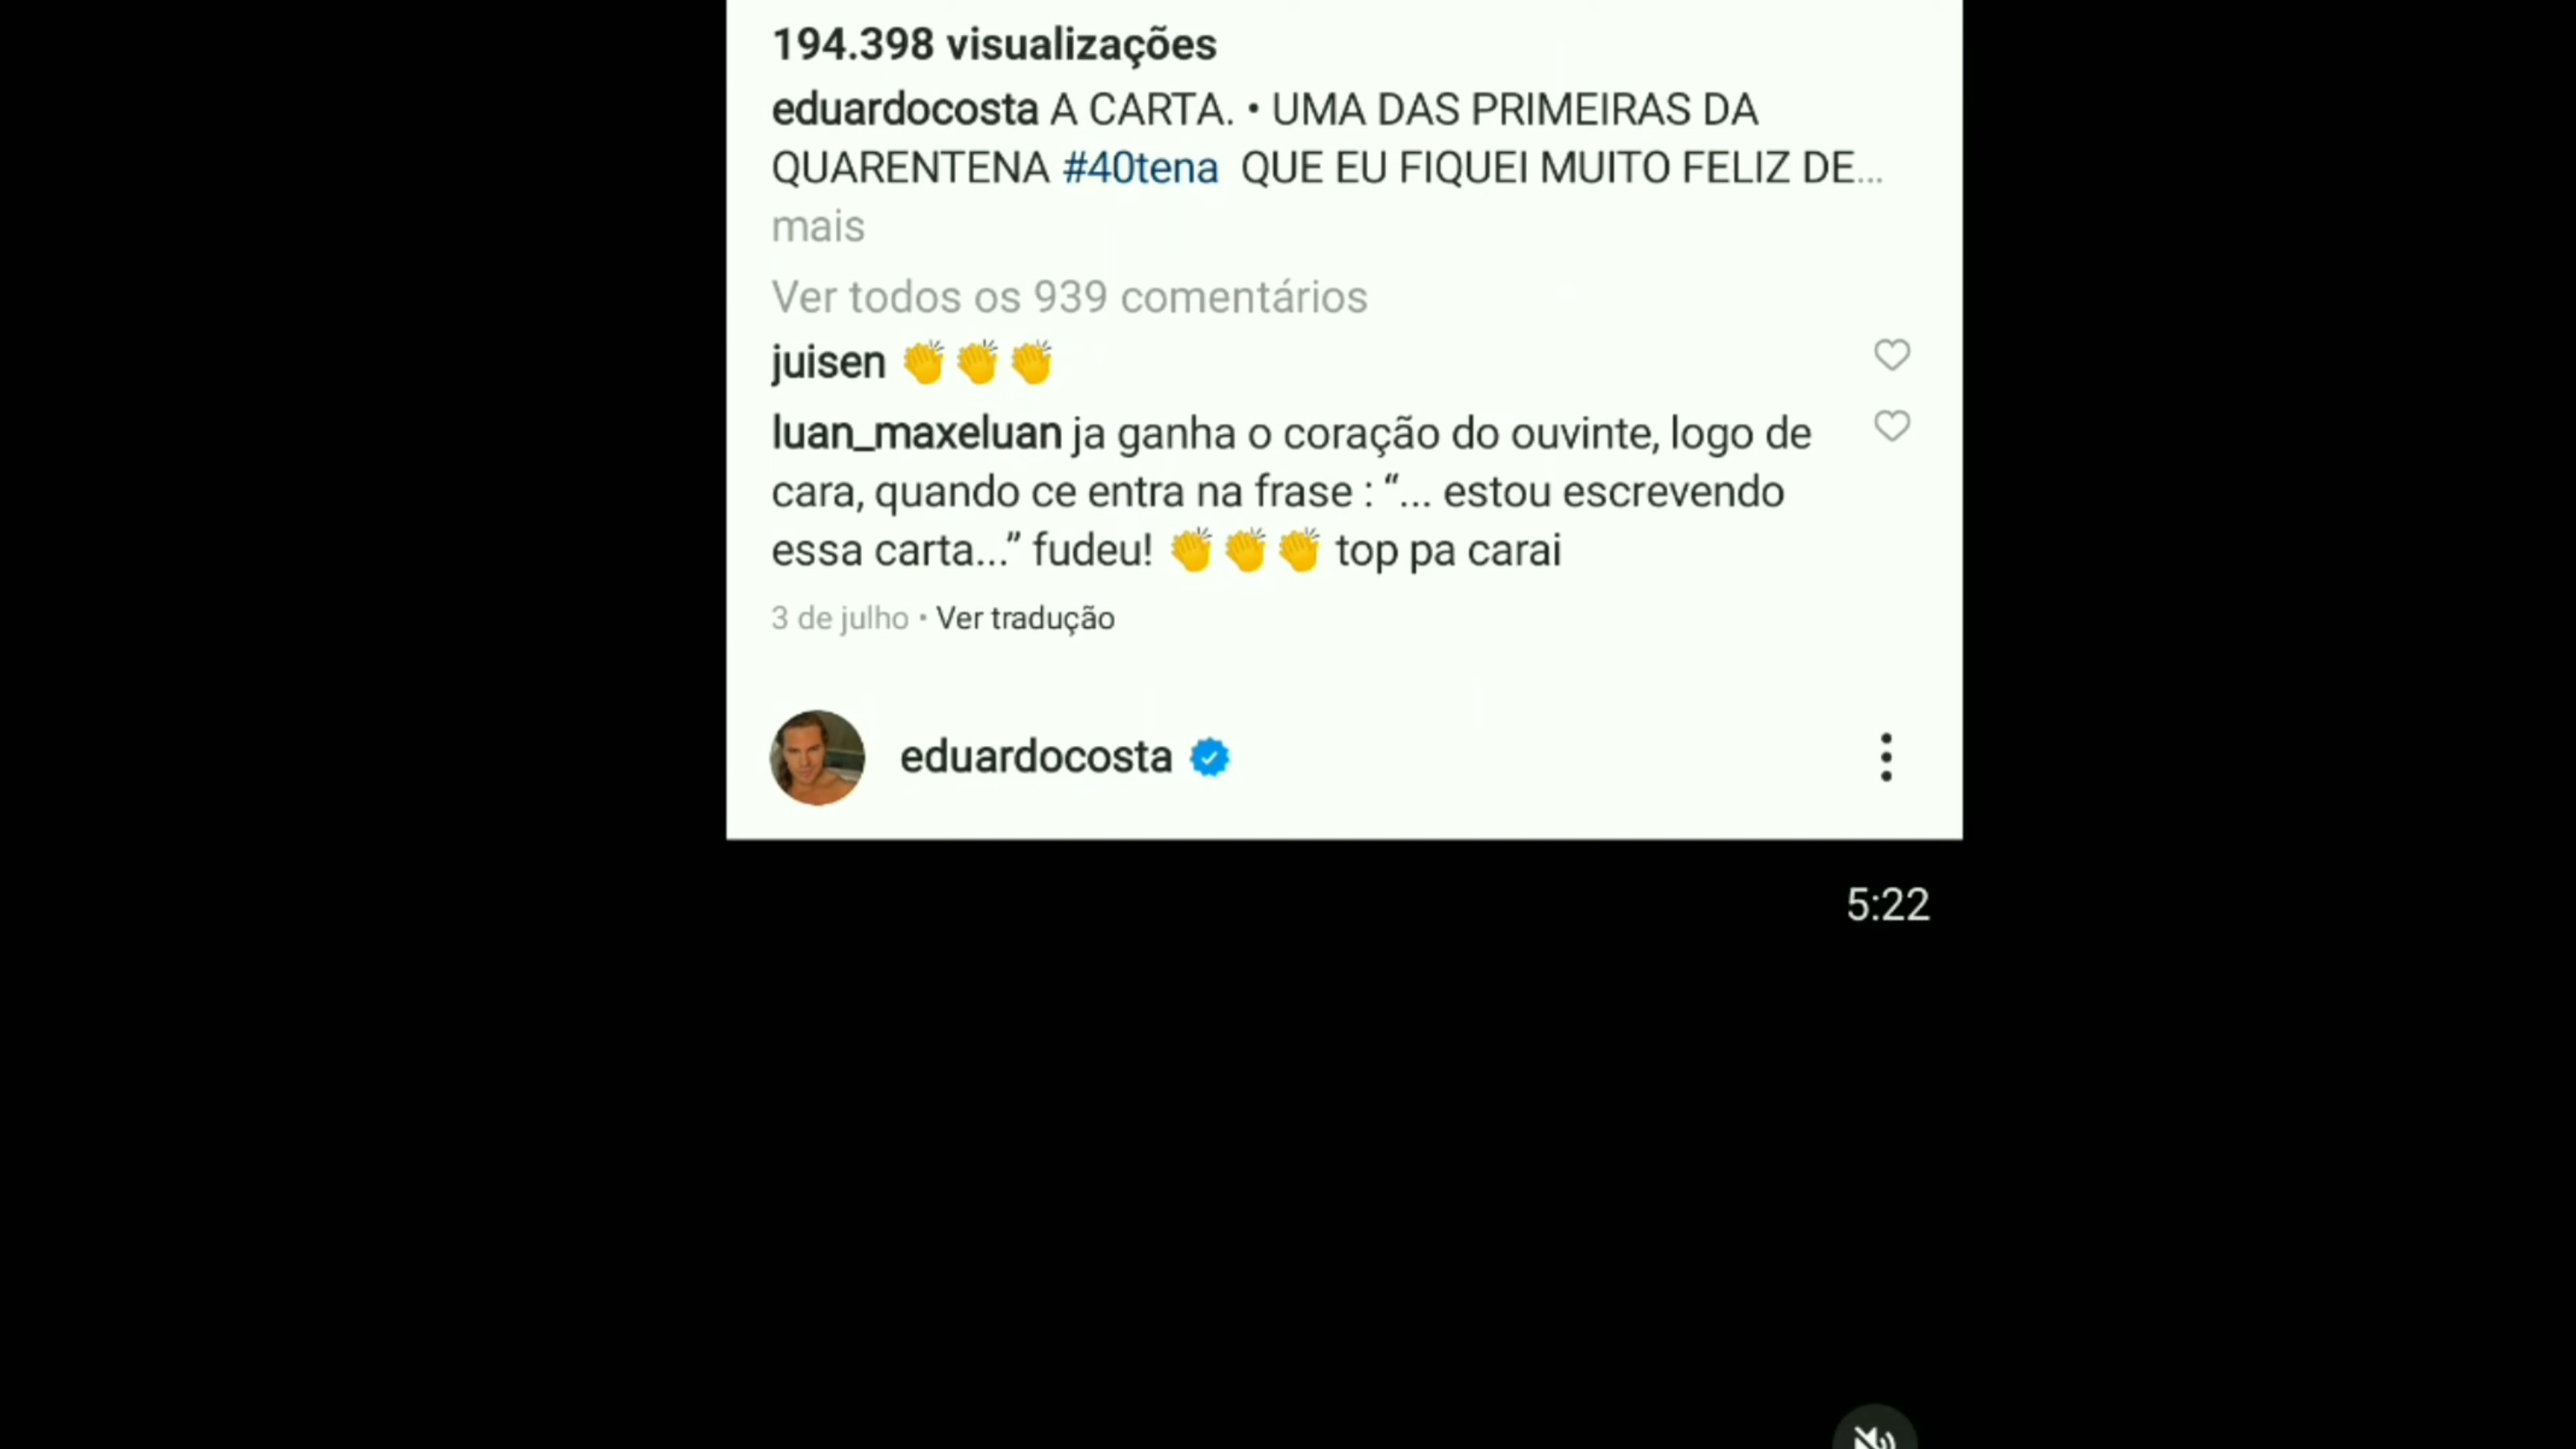 194.398 visualizações
eduardocosta A CARTA. • UMA DAS PRIMEIRAS DA
QUARENTENA #40tena QUE EU FIQUEI MUITO FELIZ DE...
mais
Ver todos os 939 comentários
juisen 👏👏👏
luan_maxeluan ja ganha o coração do ouvinte, logo de
cara, quando ce entra na frase : “... estou escrevendo
essa carta...” fudeu! 👏👏👏 top pa carai
3 de julho • Ver tradução
eduardocosta
5:22